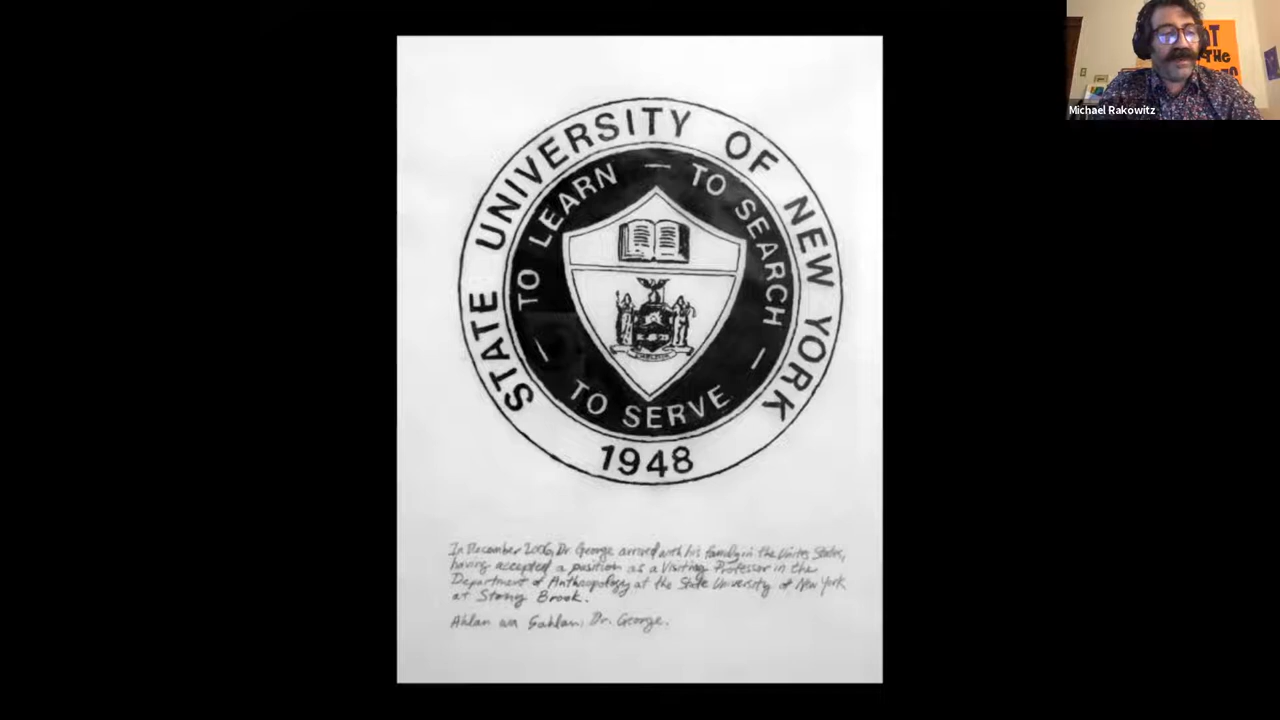 STATE UNIVERSITY OF NEW YORK
TO LEARN — TO SEARCH — TO SERVE —
1948
In December 2006, Dr. George arrived with his family in the United States,
having accepted a position as a Visiting Professor in the
Department of Anthropology at the State University of New York
at Stony Brook.
Ahlan wa Sahlan, Dr. George.
Michael Rakowitz
THE